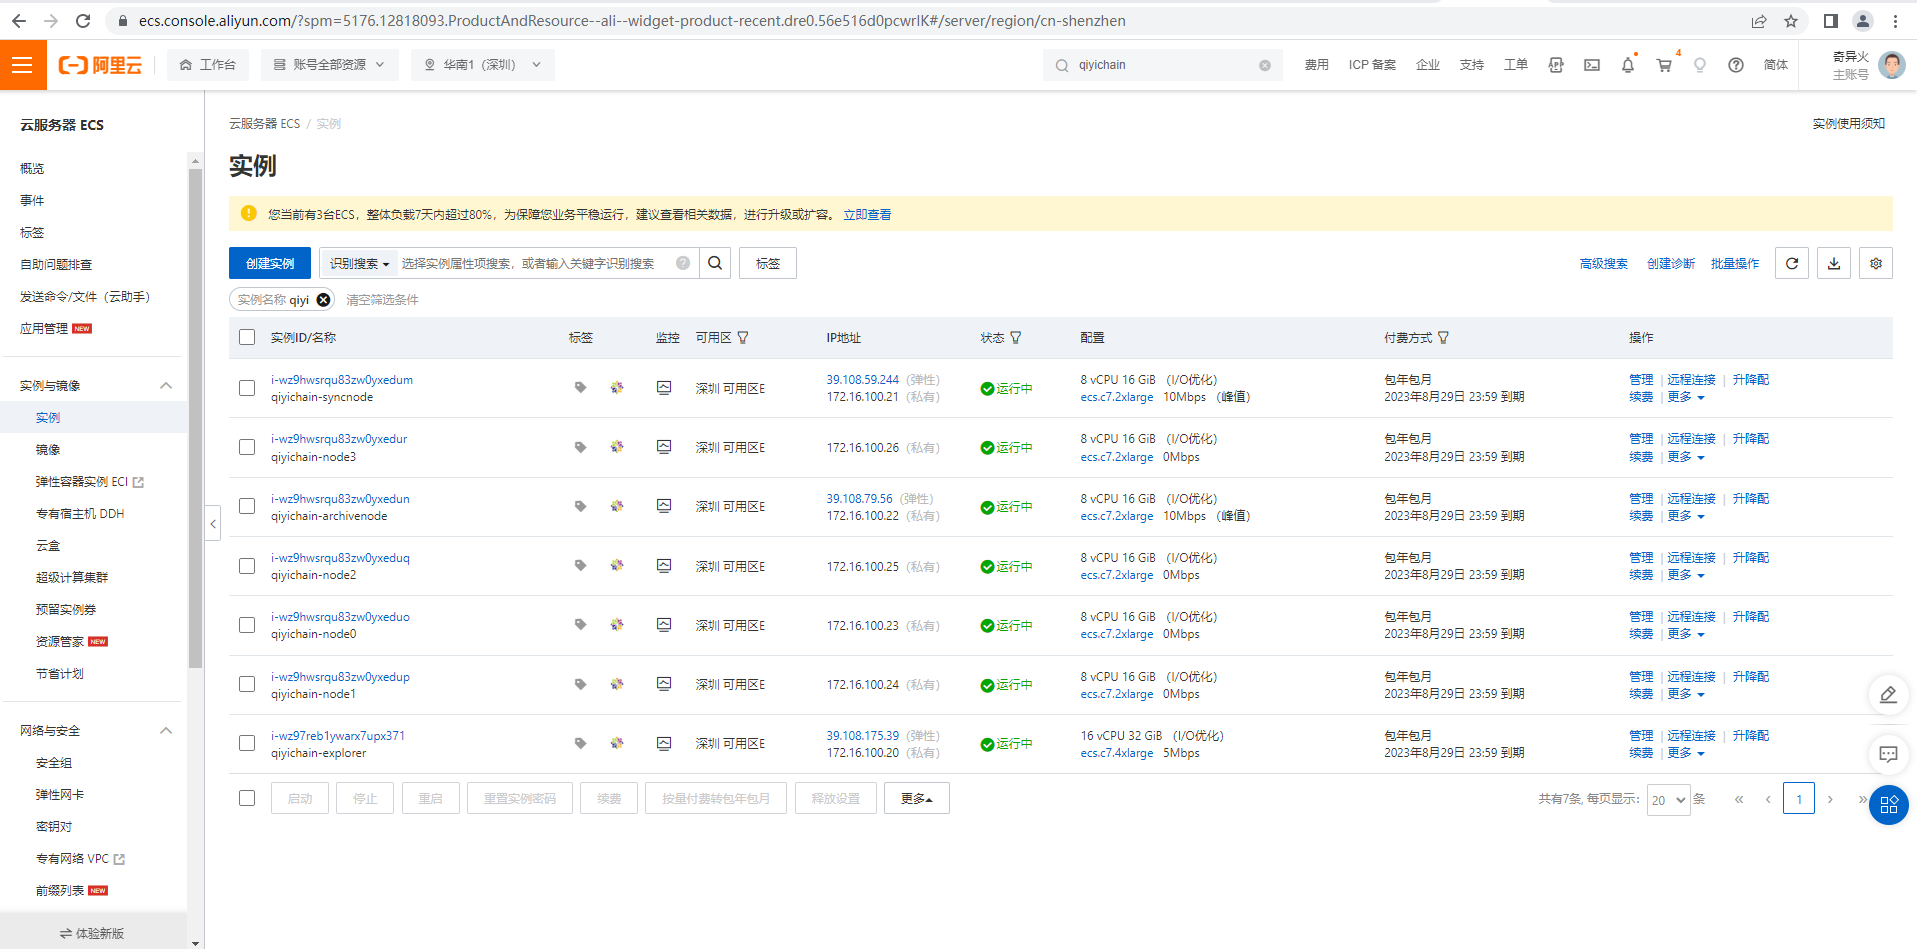 ecs.console.aliyun.com/?spm=5176.12818093.ProductAndResource--ali--widget-product-recent.dre0.56e516d0pcwrlK#/server/region/cn-shenzhen
阿里云 工作台 账号全部资源 华南1（深圳） qiyichain 费用 ICP 备案 企业 支持 工单 4 简体 奇异火
主账号
云服务器 ECS
概览
事件
标签
自助问题排查
发送命令/文件（云助手）
应用管理 NEW
实例与镜像
实例
镜像
弹性容器实例 ECI
专有宿主机 DDH
云盒
超级计算集群
预留实例券
资源管家 NEW
节省计划
网络与安全
安全组
弹性网卡
密钥对
专有网络 VPC
前缀列表 NEW
体验新版
云服务器 ECS / 实例 实例使用须知
实例
您当前有3台ECS，整体负载7天内超过80%，为保障您业务平稳运行，建议查看相关数据，进行升级或扩容。 立即查看
创建实例 识别搜索 选择实例属性项搜索，或者输入关键字识别搜索 标签 高级搜索 创建诊断 批量操作
实例名称 qiyi 清空筛选条件
实例ID/名称 标签 监控 可用区 IP地址 状态 配置 付费方式 操作
i-wz9hwsrqu83zw0yxedum 39.108.59.244（弹性） 8 vCPU 16 GiB （I/O优化） 包年包月 管理 | 远程连接 | 升降配
qiyichain-syncnode 深圳 可用区E 172.16.100.21（私有） 运行中 ecs.c7.2xlarge 10Mbps （峰值） 2023年8月29日 23:59 到期 续费 | 更多
i-wz9hwsrqu83zw0yxedur 8 vCPU 16 GiB （I/O优化） 包年包月 管理 | 远程连接 | 升降配
qiyichain-node3 深圳 可用区E 172.16.100.26（私有） 运行中 ecs.c7.2xlarge 0Mbps 2023年8月29日 23:59 到期 续费 | 更多
i-wz9hwsrqu83zw0yxedun 39.108.79.56（弹性） 8 vCPU 16 GiB （I/O优化） 包年包月 管理 | 远程连接 | 升降配
qiyichain-archivenode 深圳 可用区E 172.16.100.22（私有） 运行中 ecs.c7.2xlarge 10Mbps （峰值） 2023年8月29日 23:59 到期 续费 | 更多
i-wz9hwsrqu83zw0yxeduq 8 vCPU 16 GiB （I/O优化） 包年包月 管理 | 远程连接 | 升降配
qiyichain-node2 深圳 可用区E 172.16.100.25（私有） 运行中 ecs.c7.2xlarge 0Mbps 2023年8月29日 23:59 到期 续费 | 更多
i-wz9hwsrqu83zw0yxeduo 8 vCPU 16 GiB （I/O优化） 包年包月 管理 | 远程连接 | 升降配
qiyichain-node0 深圳 可用区E 172.16.100.23（私有） 运行中 ecs.c7.2xlarge 0Mbps 2023年8月29日 23:59 到期 续费 | 更多
i-wz9hwsrqu83zw0yxedup 8 vCPU 16 GiB （I/O优化） 包年包月 管理 | 远程连接 | 升降配
qiyichain-node1 深圳 可用区E 172.16.100.24（私有） 运行中 ecs.c7.2xlarge 0Mbps 2023年8月29日 23:59 到期 续费 | 更多
i-wz97reb1ywarx7upx371 39.108.175.39（弹性） 16 vCPU 32 GiB （I/O优化） 包年包月 管理 | 远程连接 | 升降配
qiyichain-explorer 深圳 可用区E 172.16.100.20（私有） 运行中 ecs.c7.4xlarge 5Mbps 2023年8月29日 23:59 到期 续费 | 更多
启动 停止 重启 重置实例密码 续费 按量付费转包年包月 释放设置 更多 共有7条, 每页显示: 20 条 « ‹ 1 › »